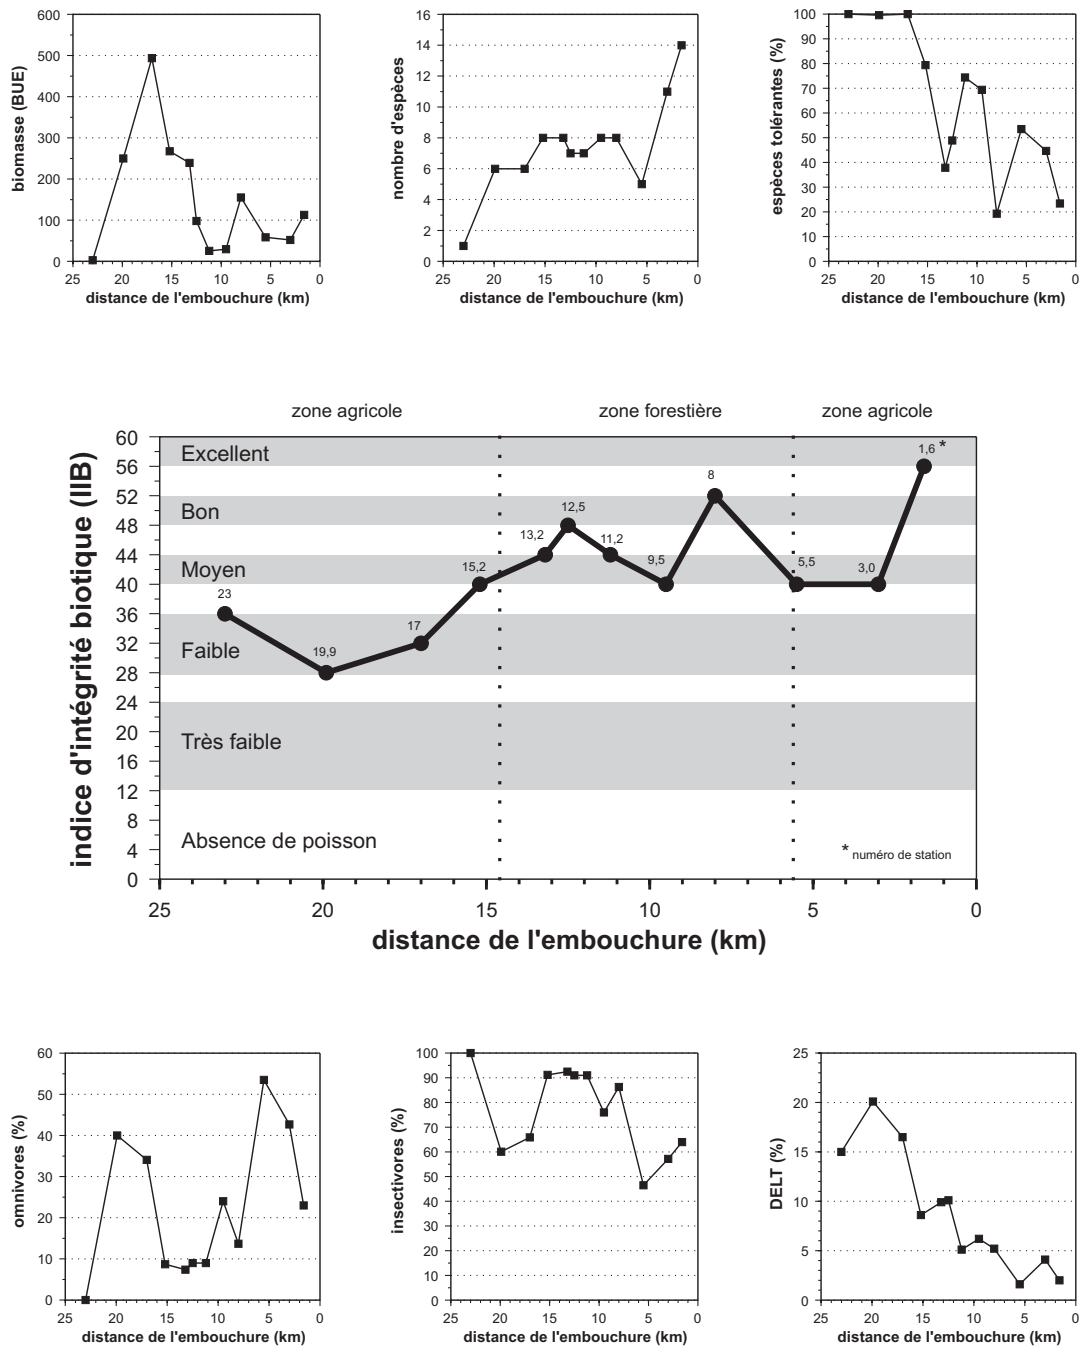 600
500
400
300
200
100
0
25 20 15 10 5 0
biomasse (BUE)
distance de l'embouchure (km)
16
14
12
10
8
6
4
2
0
25 20 15 10 5 0
nombre d'espèces
distance de l'embouchure (km)
100
90
80
70
60
50
40
30
20
10
0
25 20 15 10 5 0
espèces tolérantes (%)
distance de l'embouchure (km)
zone agricole zone forestière zone agricole
60
56
52
48
44
40
36
32
28
24
20
16
12
8
4
0
indice d'intégrité biotique (IIB)
Excellent
Bon
Moyen
Faible
Très faible
Absence de poisson
23
19,9
17
15,2
13,2
12,5
11,2
9,5
8
5,5
3,0
1,6 *
* numéro de station
25 20 15 10 5 0
distance de l'embouchure (km)
60
50
40
30
20
10
0
25 20 15 10 5 0
omnivores (%)
distance de l'embouchure (km)
100
90
80
70
60
50
40
30
20
10
0
25 20 15 10 5 0
insectivores (%)
distance de l'embouchure (km)
25
20
15
10
5
0
25 20 15 10 5 0
DELT (%)
distance de l'embouchure (km)